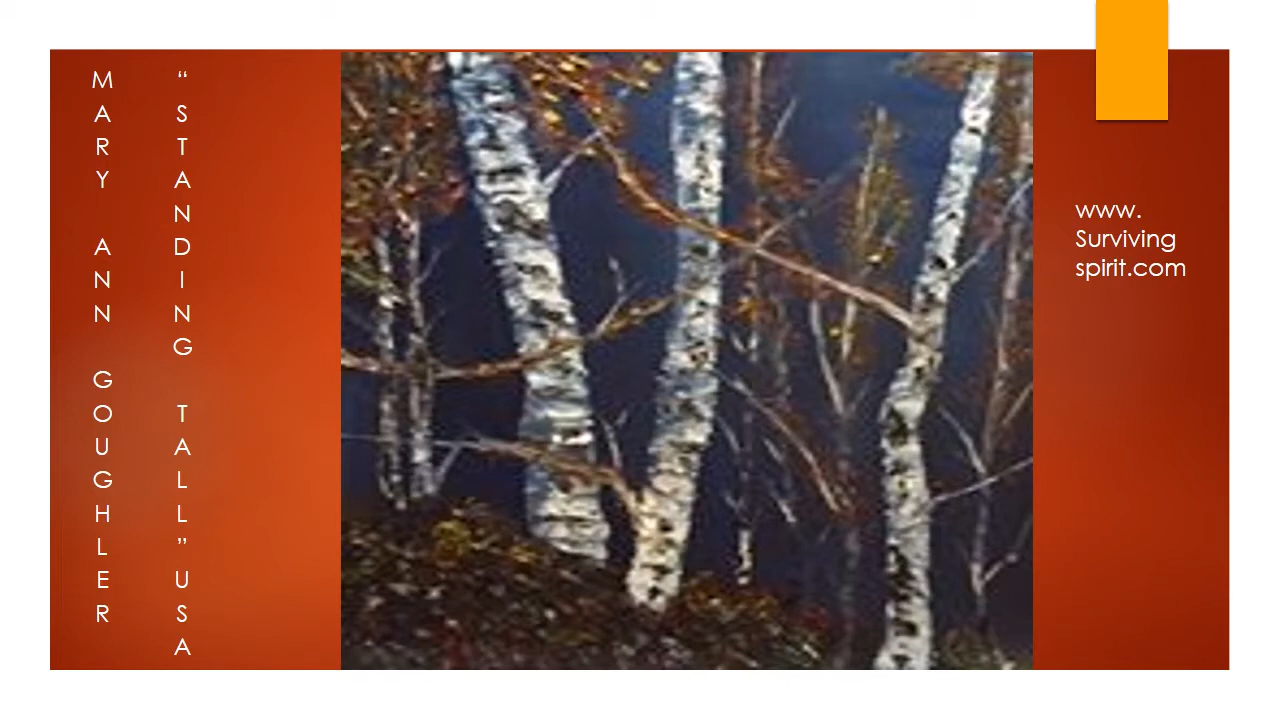 MARY ANN GOUGHLER
“STANDING TALL” USA
www.
Surviving
spirit.com